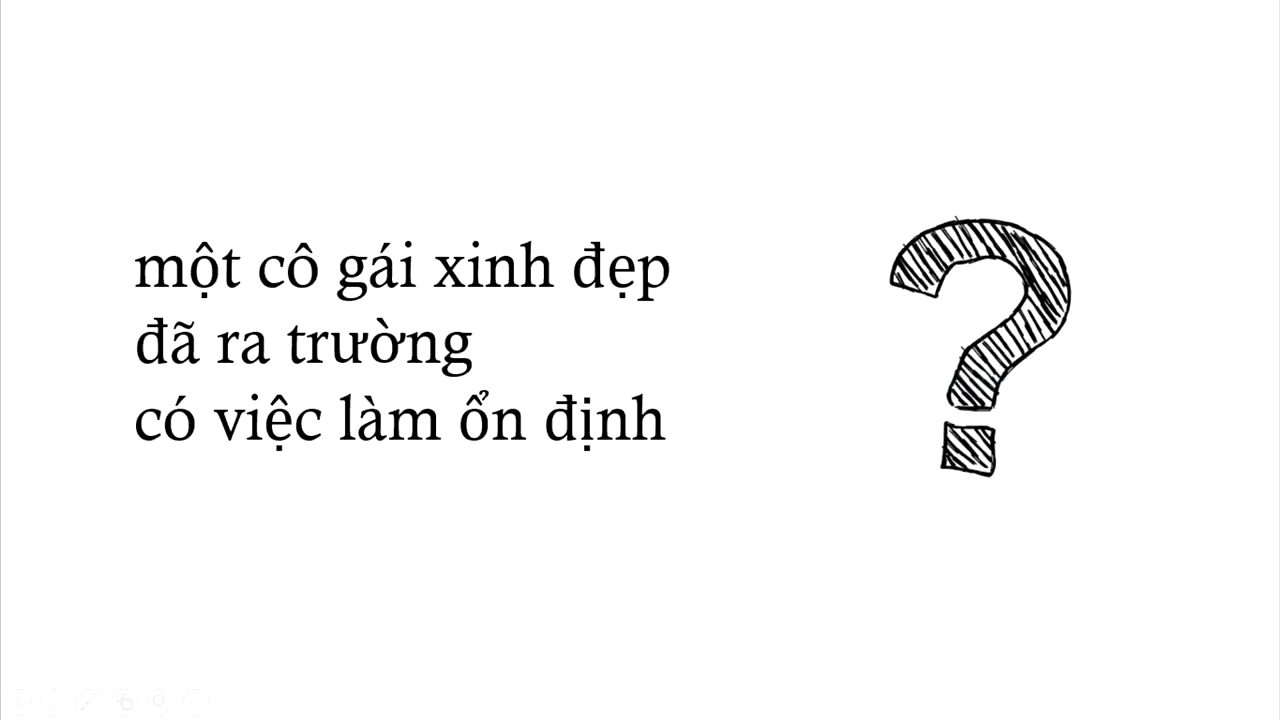 một cô gái xinh đẹp
đã ra trường
có việc làm ổn định
?